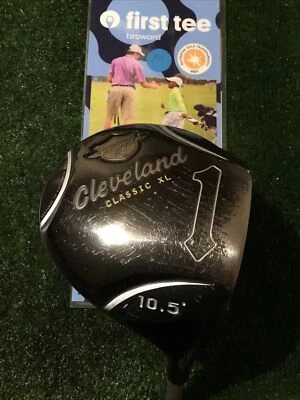 first tee
broward
Cleveland
CLASSIC XL
1
10.5°